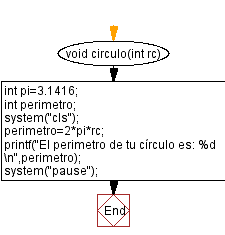 void circulo(int rc)
int pi=3.1416;
int perimetro;
system("cls");
perimetro=2*pi*rc;
printf("El perimetro de tu círculo es: %d
\n",perimetro);
system("pause");
End